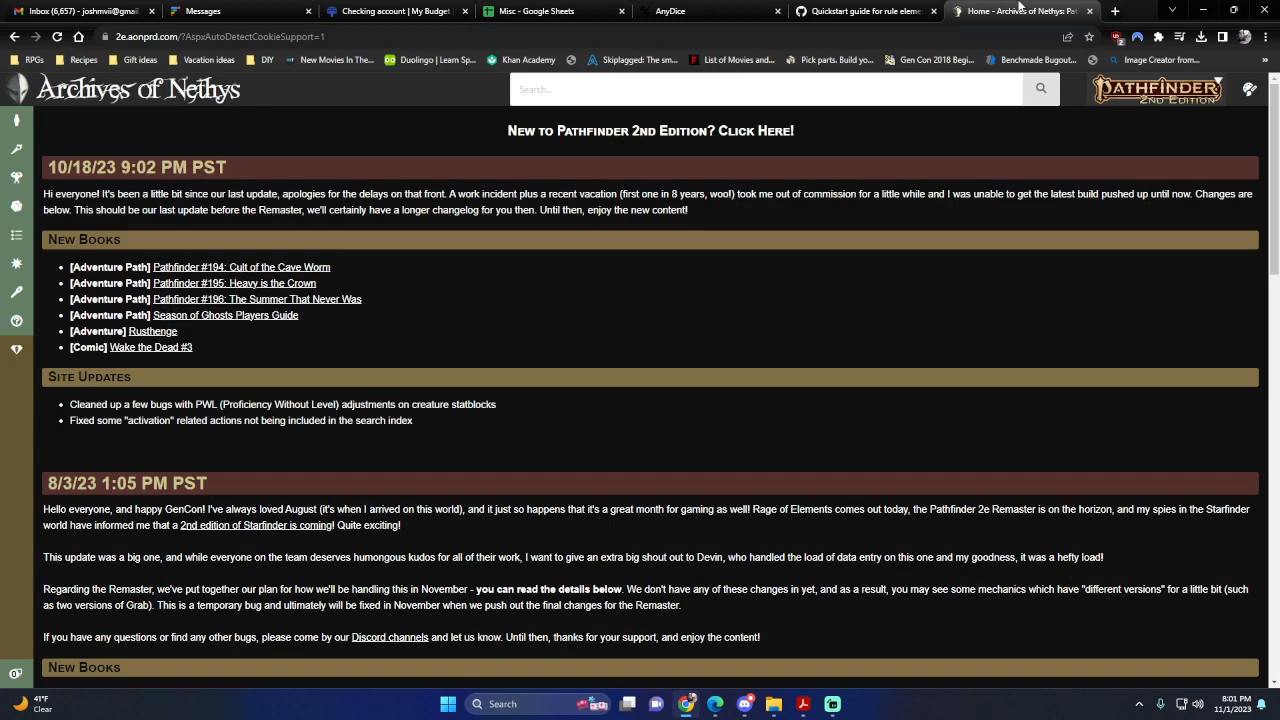 Inbox (6,657) - joshmvii@gmail
Messages
Checking account | My Budget
Misc - Google Sheets
AnyDice
Quickstart guide for rule eleme
Home - Archives of Nethys: Pat
2e.aonprd.com/?AspxAutoDetectCookieSupport=1
2
RPGs
Recipes
Gift ideas
Vacation ideas
DIY
New Movies In The...
Duolingo | Learn Sp...
Khan Academy
Skiplagged: The sm...
List of Movies and...
Pick parts. Build yo...
Gen Con 2018 Begi...
Benchmade Bugout...
Image Creator from...
Archives of Nethys
Search...
PATHFINDER
2ND EDITION
New to Pathfinder 2nd Edition? Click Here!
10/18/23 9:02 PM PST
Hi everyone! It's been a little bit since our last update, apologies for the delays on that front. A work incident plus a recent vacation (first one in 8 years, woo!) took me out of commission for a little while and I was unable to get the latest build pushed up until now. Changes are
below. This should be our last update before the Remaster, we'll certainly have a longer changelog for you then. Until then, enjoy the new content!
New Books
[Adventure Path] Pathfinder #194: Cult of the Cave Worm
[Adventure Path] Pathfinder #195: Heavy is the Crown
[Adventure Path] Pathfinder #196: The Summer That Never Was
[Adventure Path] Season of Ghosts Players Guide
[Adventure] Rusthenge
[Comic] Wake the Dead #3
Site Updates
Cleaned up a few bugs with PWL (Proficiency Without Level) adjustments on creature statblocks
Fixed some "activation" related actions not being included in the search index
8/3/23 1:05 PM PST
Hello everyone, and happy GenCon! I've always loved August (it's when I arrived on this world), and it just so happens that it's a great month for gaming as well! Rage of Elements comes out today, the Pathfinder 2e Remaster is on the horizon, and my spies in the Starfinder
world have informed me that a 2nd edition of Starfinder is coming! Quite exciting!
This update was a big one, and while everyone on the team deserves humongous kudos for all of their work, I want to give an extra big shout out to Devin, who handled the load of data entry on this one and my goodness, it was a hefty load!
Regarding the Remaster, we've put together our plan for how we'll be handling this in November - you can read the details below. We don't have any of these changes in yet, and as a result, you may see some mechanics which have "different versions" for a little bit (such
as two versions of Grab). This is a temporary bug and ultimately will be fixed in November when we push out the final changes for the Remaster.
If you have any questions or find any other bugs, please come by our Discord channels and let us know. Until then, thanks for your support, and enjoy the content!
New Books
41°F
Clear
Search
8:01 PM
11/1/2023